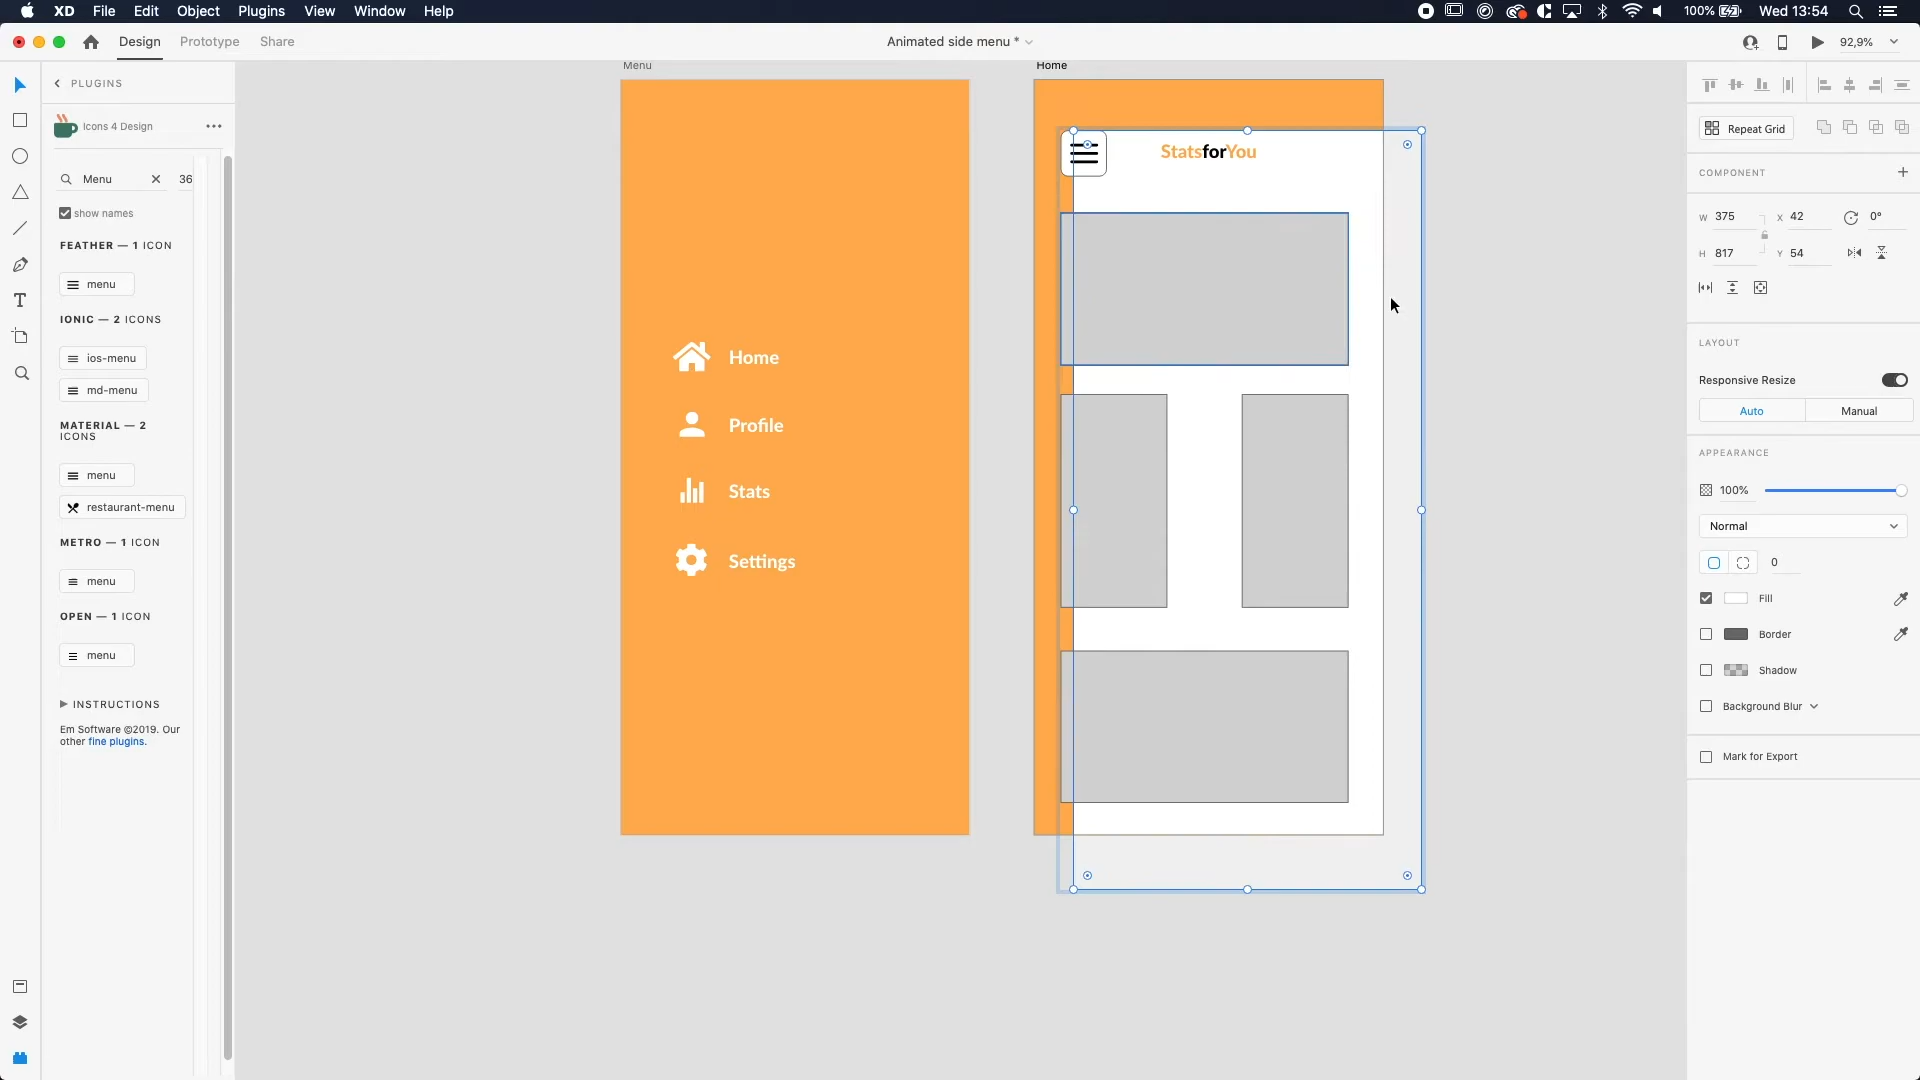 XD File Edit Object Plugins View Window Help 100% Wed 13:54
Design Prototype Share Animated side menu * 92,9%
PLUGINS
Icons 4 Design
Menu 36
show names
FEATHER — 1 ICON
menu
IONIC — 2 ICONS
ios-menu
md-menu
MATERIAL — 2
ICONS
menu
restaurant-menu
METRO — 1 ICON
menu
OPEN — 1 ICON
menu
INSTRUCTIONS
Em Software ©2019. Our
other fine plugins.
Menu
Home
Profile
Stats
Settings
Home
StatsforYou
Repeat Grid
COMPONENT
W 375 X 42 0°
H 817 Y 54
LAYOUT
Responsive Resize
Auto Manual
APPEARANCE
100%
Normal
0
Fill
Border
Shadow
Background Blur
Mark for Export